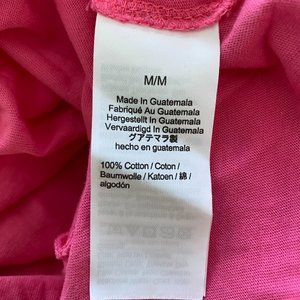 M/M
Made In Guatemala
Fabriqué Au Guatemala
Hergestellt In Guatemala
Vervaardigd In Guatemala
グアテマラ製
hecho en guatemala
100% Cotton / Coton /
Baumwolle / Katoen / 綿 /
algodón